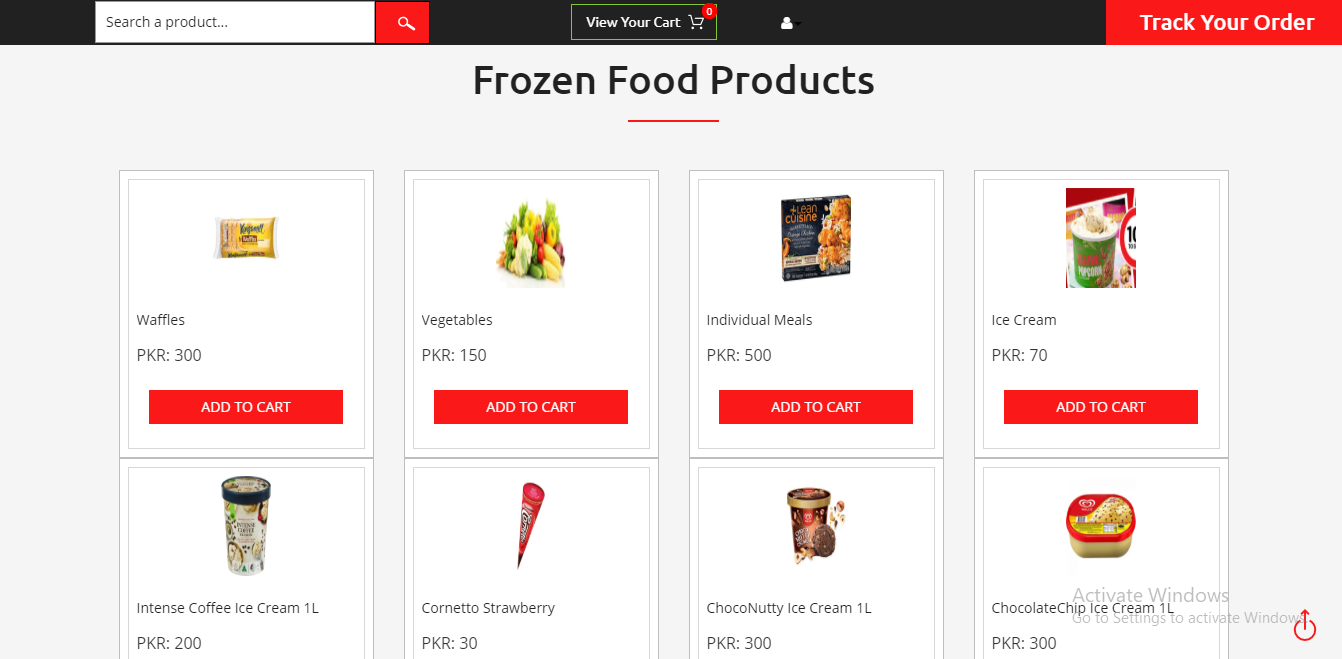 Search a product...
View Your Cart
0
Track Your Order
Frozen Food Products
LEAN CUISINE
10
Waffles
Vegetables
Individual Meals
Ice Cream
PKR: 300
PKR: 150
PKR: 500
PKR: 70
ADD TO CART
ADD TO CART
ADD TO CART
ADD TO CART
INTENSE
COFFEE
Intense Coffee Ice Cream 1L
Cornetto Strawberry
ChocoNutty Ice Cream 1L
ChocolateChip Ice Cream 1L
PKR: 200
PKR: 30
PKR: 300
PKR: 300
Activate Windows
Go to Settings to activate Windows.